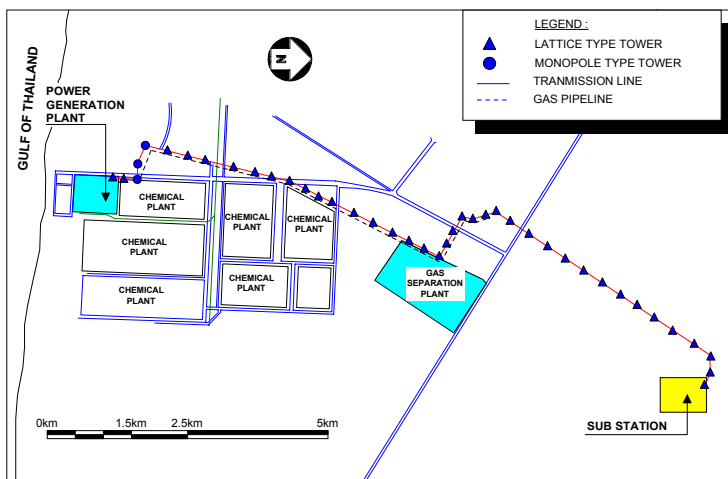 LEGEND :
LATTICE TYPE TOWER
MONOPOLE TYPE TOWER
TRANMISSION LINE
GAS PIPELINE
N
GULF OF THAILAND
POWER
GENERATION
PLANT
CHEMICAL
PLANT
CHEMICAL
PLANT
CHEMICAL
PLANT
CHEMICAL
PLANT
CHEMICAL
PLANT
CHEMICAL
PLANT
GAS
SEPARATION
PLANT
0km
1.5km
2.5km
5km
SUB STATION